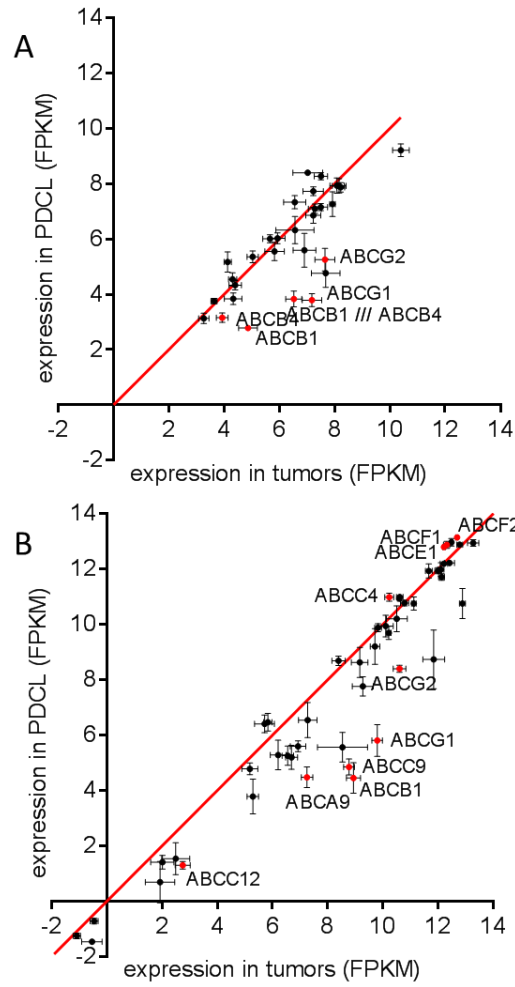 A
expression in PDCL (FPKM)
14
12
10
8
6
4
2
-2
-2
2
4
6
8
10
12
14
ABCG2
ABCG1
ABCB1 /// ABCB4
ABCB4
ABCB1
expression in tumors (FPKM)
B
expression in PDCL (FPKM)
14
12
10
8
6
4
2
-2
-2
2
4
6
8
10
12
14
ABCF2
ABCF1
ABCE1
ABCC4
ABCG2
ABCG1
ABCC9
ABCA9
ABCB1
ABCC12
expression in tumors (FPKM)